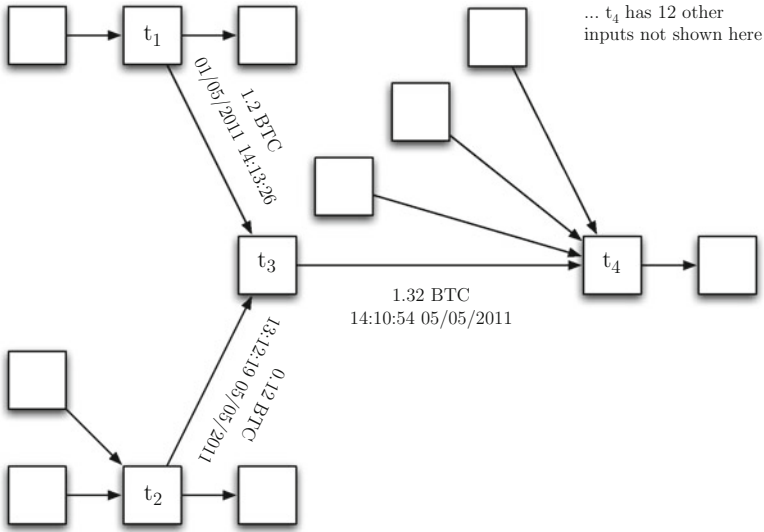 t1
... t4 has 12 other
inputs not shown here
1.2 BTC
01/05/2011 14:13:26
t3
t4
1.32 BTC
14:10:54 05/05/2011
13:12:19 05/05/2011
0.12 BTC
t2